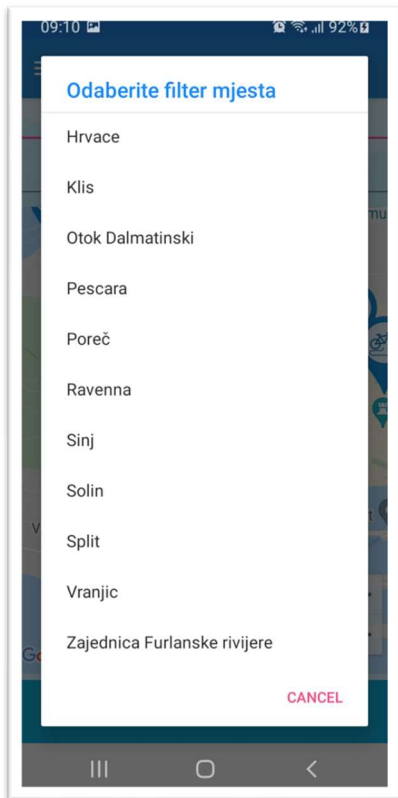 09:10 92%
Odaberite filter mjesta
Hrvace
Klis
Otok Dalmatinski
Pescara
Poreč
Ravenna
Sinj
Solin
Split
Vranjic
Zajednica Furlanske rivijere
CANCEL